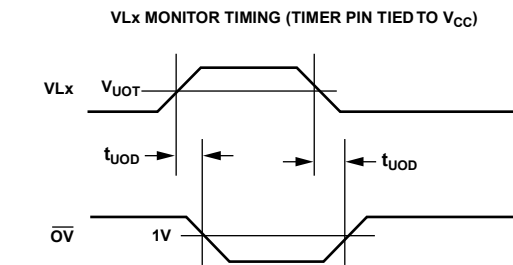 VLx MONITOR TIMING (TIMER PIN TIED TO VCC)
VLx
VUOT
tUOD
tUOD
OV
1V